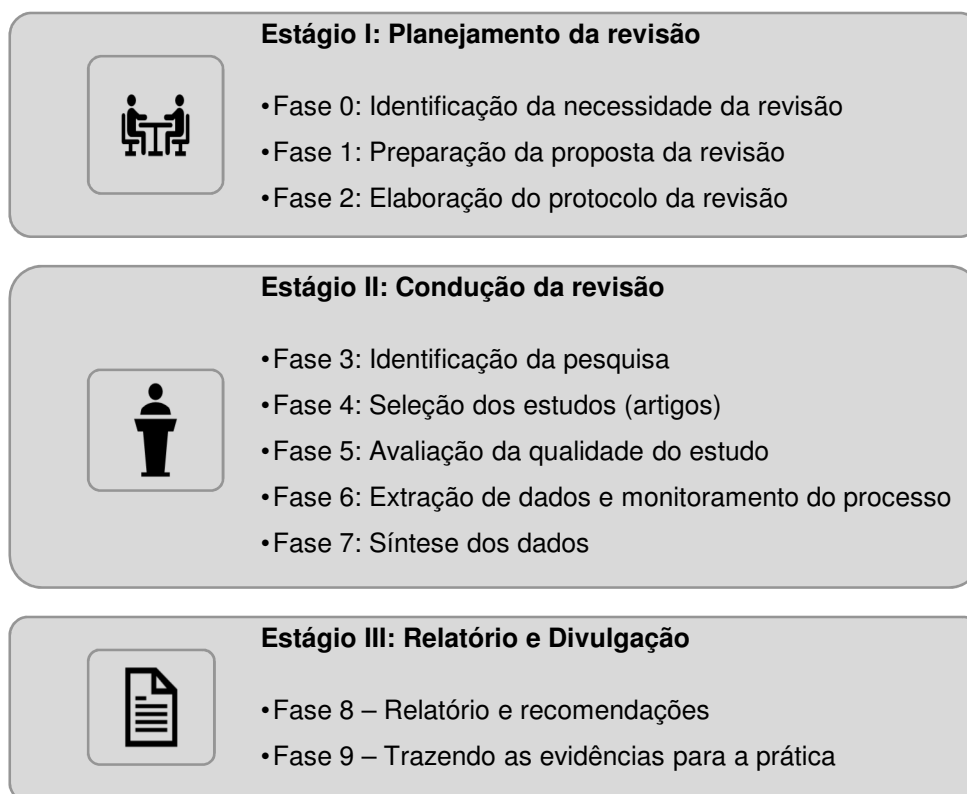 Estágio I: Planejamento da revisão
•Fase 0: Identificação da necessidade da revisão
•Fase 1: Preparação da proposta da revisão
•Fase 2: Elaboração do protocolo da revisão
Estágio II: Condução da revisão
•Fase 3: Identificação da pesquisa
•Fase 4: Seleção dos estudos (artigos)
•Fase 5: Avaliação da qualidade do estudo
•Fase 6: Extração de dados e monitoramento do processo
•Fase 7: Síntese dos dados
Estágio III: Relatório e Divulgação
•Fase 8 – Relatório e recomendações
•Fase 9 – Trazendo as evidências para a prática